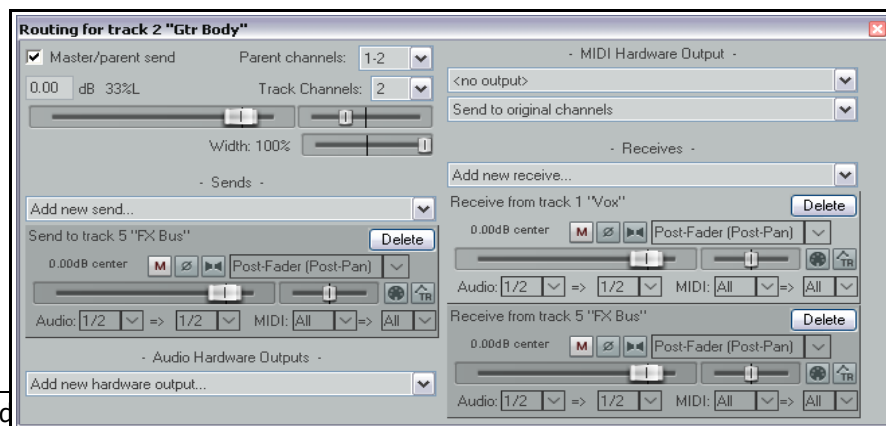 Routing for track 2 "Gtr Body"
Master/parent send Parent channels: 1-2
0.00 dB 33%L Track Channels: 2
Width: 100%
- Sends -
Add new send...
Send to track 5 "FX Bus" Delete
0.00dB center M Ø Post-Fader (Post-Pan)
TR
Audio: 1/2 => 1/2 MIDI: All => All
- Audio Hardware Outputs -
Add new hardware output...
- MIDI Hardware Output -
<no output>
Send to original channels
- Receives -
Add new receive...
Receive from track 1 "Vox" Delete
0.00dB center M Ø Post-Fader (Post-Pan)
TR
Audio: 1/2 => 1/2 MIDI: All => All
Receive from track 5 "FX Bus" Delete
0.00dB center M Ø Post-Fader (Post-Pan)
TR
Audio: 1/2 => 1/2 MIDI: All => All